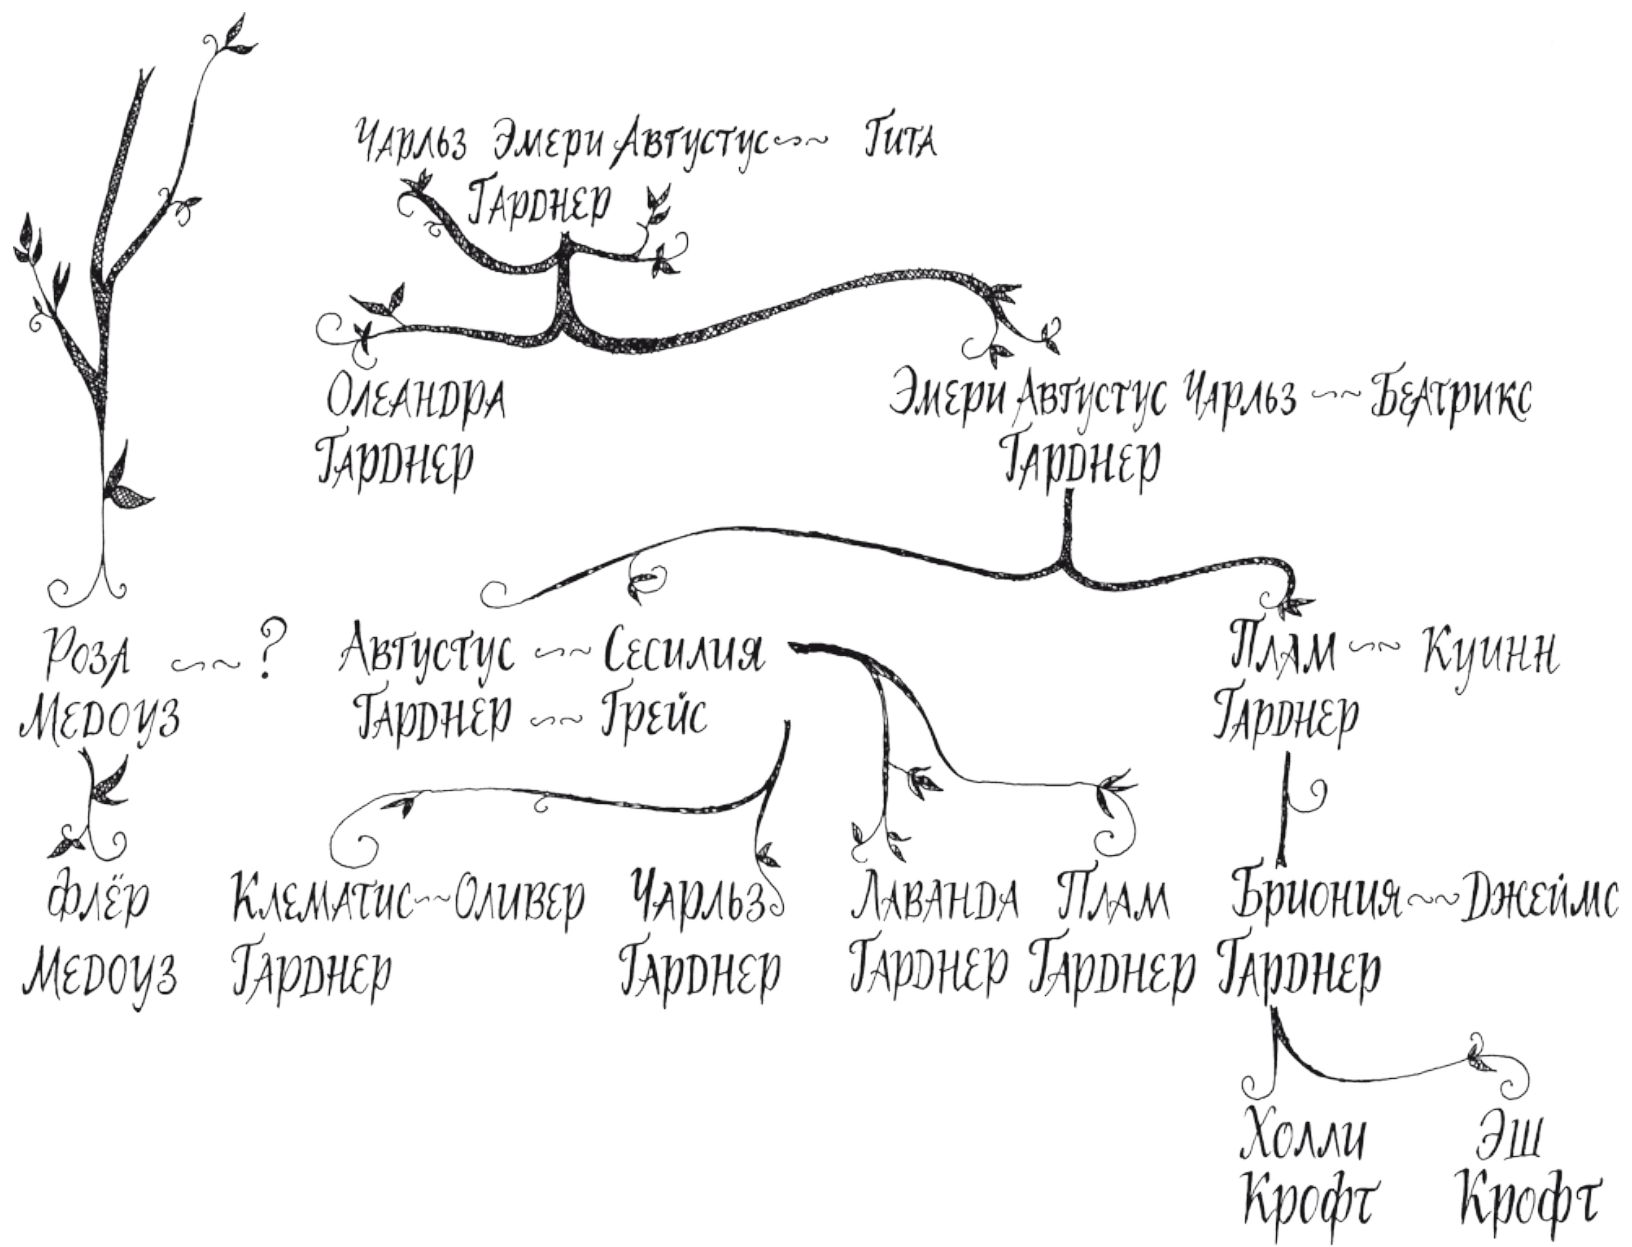 Чарльз Эмери Августус ~~ Гита
Гарднер
Олеандра
Гарднер
Эмери Августус Чарльз ~~ Беатрикс
Гарднер
Роза ~~ ?
Медоуз
Августус ~~ Сесилия
Гарднер ~~ Грейс
Плам ~~ Куинн
Гарднер
Флёр
Медоуз
Клематис ~~ Оливер
Гарднер
Чарльз
Гарднер
Лаванда
Гарднер
Плам
Гарднер
Бриония ~~ Джеймс
Гарднер
Холли
Крофт
Эш
Крофт